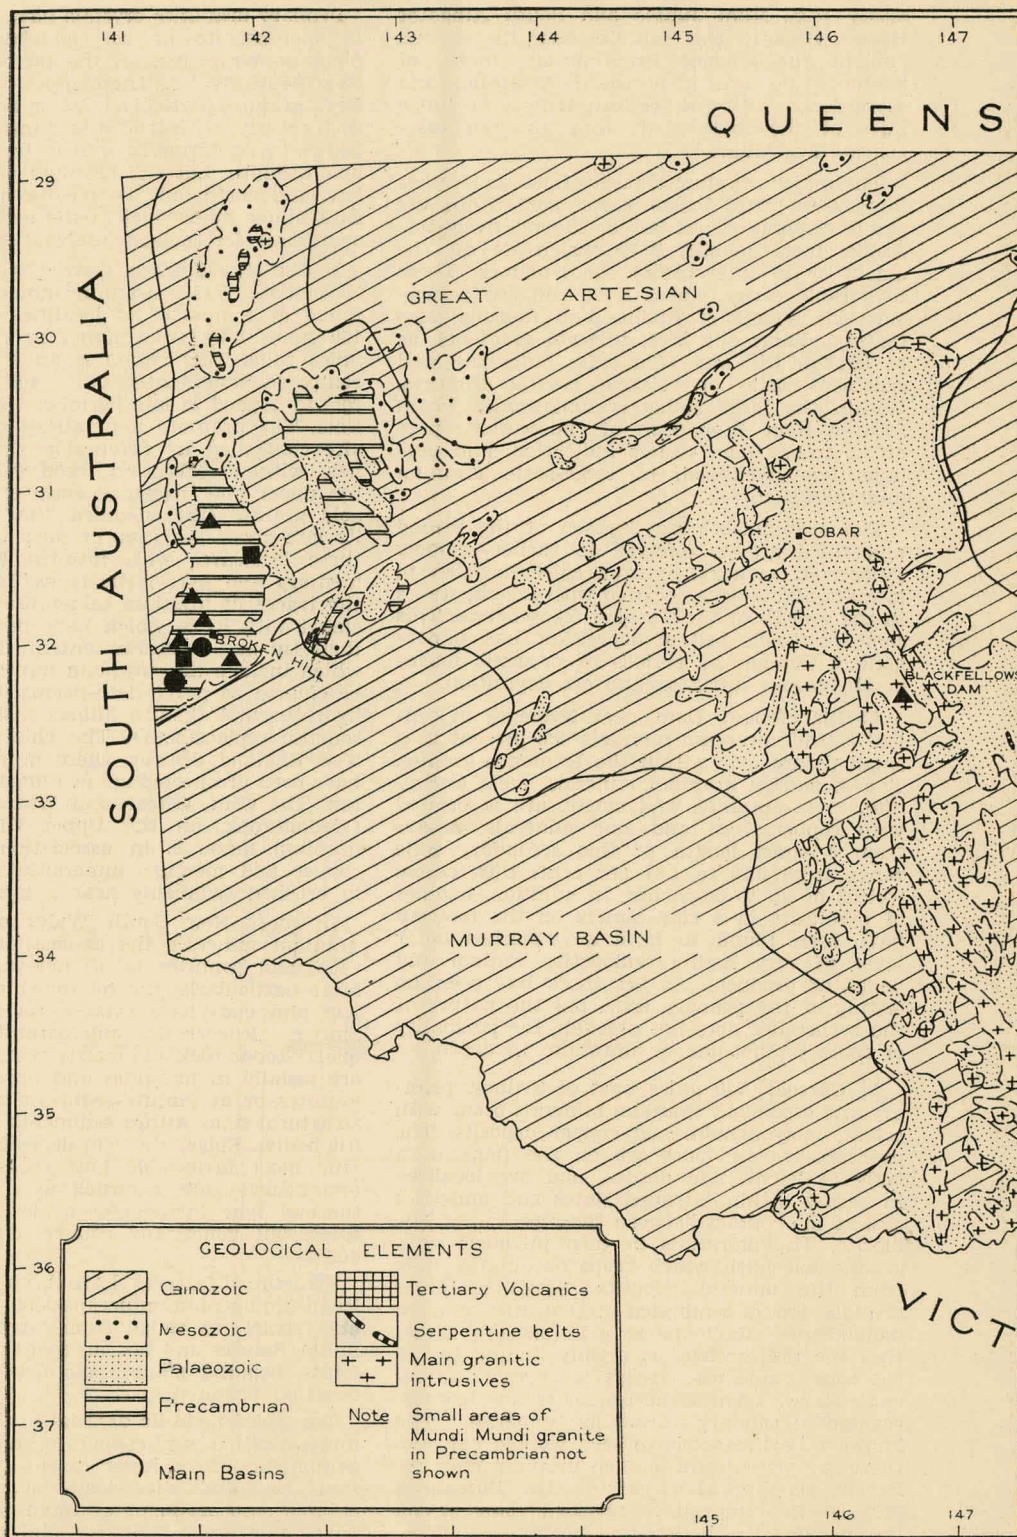 141 142 143 144 145 146 147
QUEENS
29
GREAT ARTESIAN
30
SOUTH AUSTRALIA
31
COBAR
32
BROKEN HILL
BLACKFELLOWS
DAM
33
MURRAY BASIN
34
35
36
VICT
37
GEOLOGICAL ELEMENTS
Cainozoic
Mesozoic
Palaeozoic
Precambrian
Main Basins
Tertiary Volcanics
Serpentine belts
Main granitic
intrusives
Note Small areas of
Mundi Mundi granite
in Precambrian not
shown
145 146 147